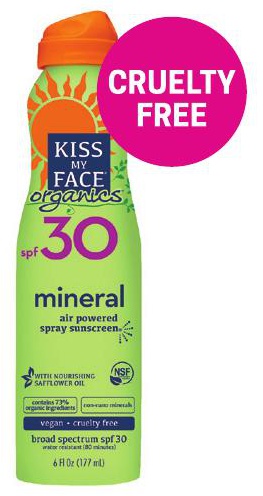 CRUELTY
FREE
KISS
MY
FACE
organics
spf 30
mineral
air powered
spray sunscreen
WITH NOURISHING
SAFFLOWER OIL
NSF
contains 73%
organic ingredients
non-nano minerals
vegan • cruelty free
broad spectrum spf 30
water resistant (80 minutes)
6 Fl Oz (177 mL)